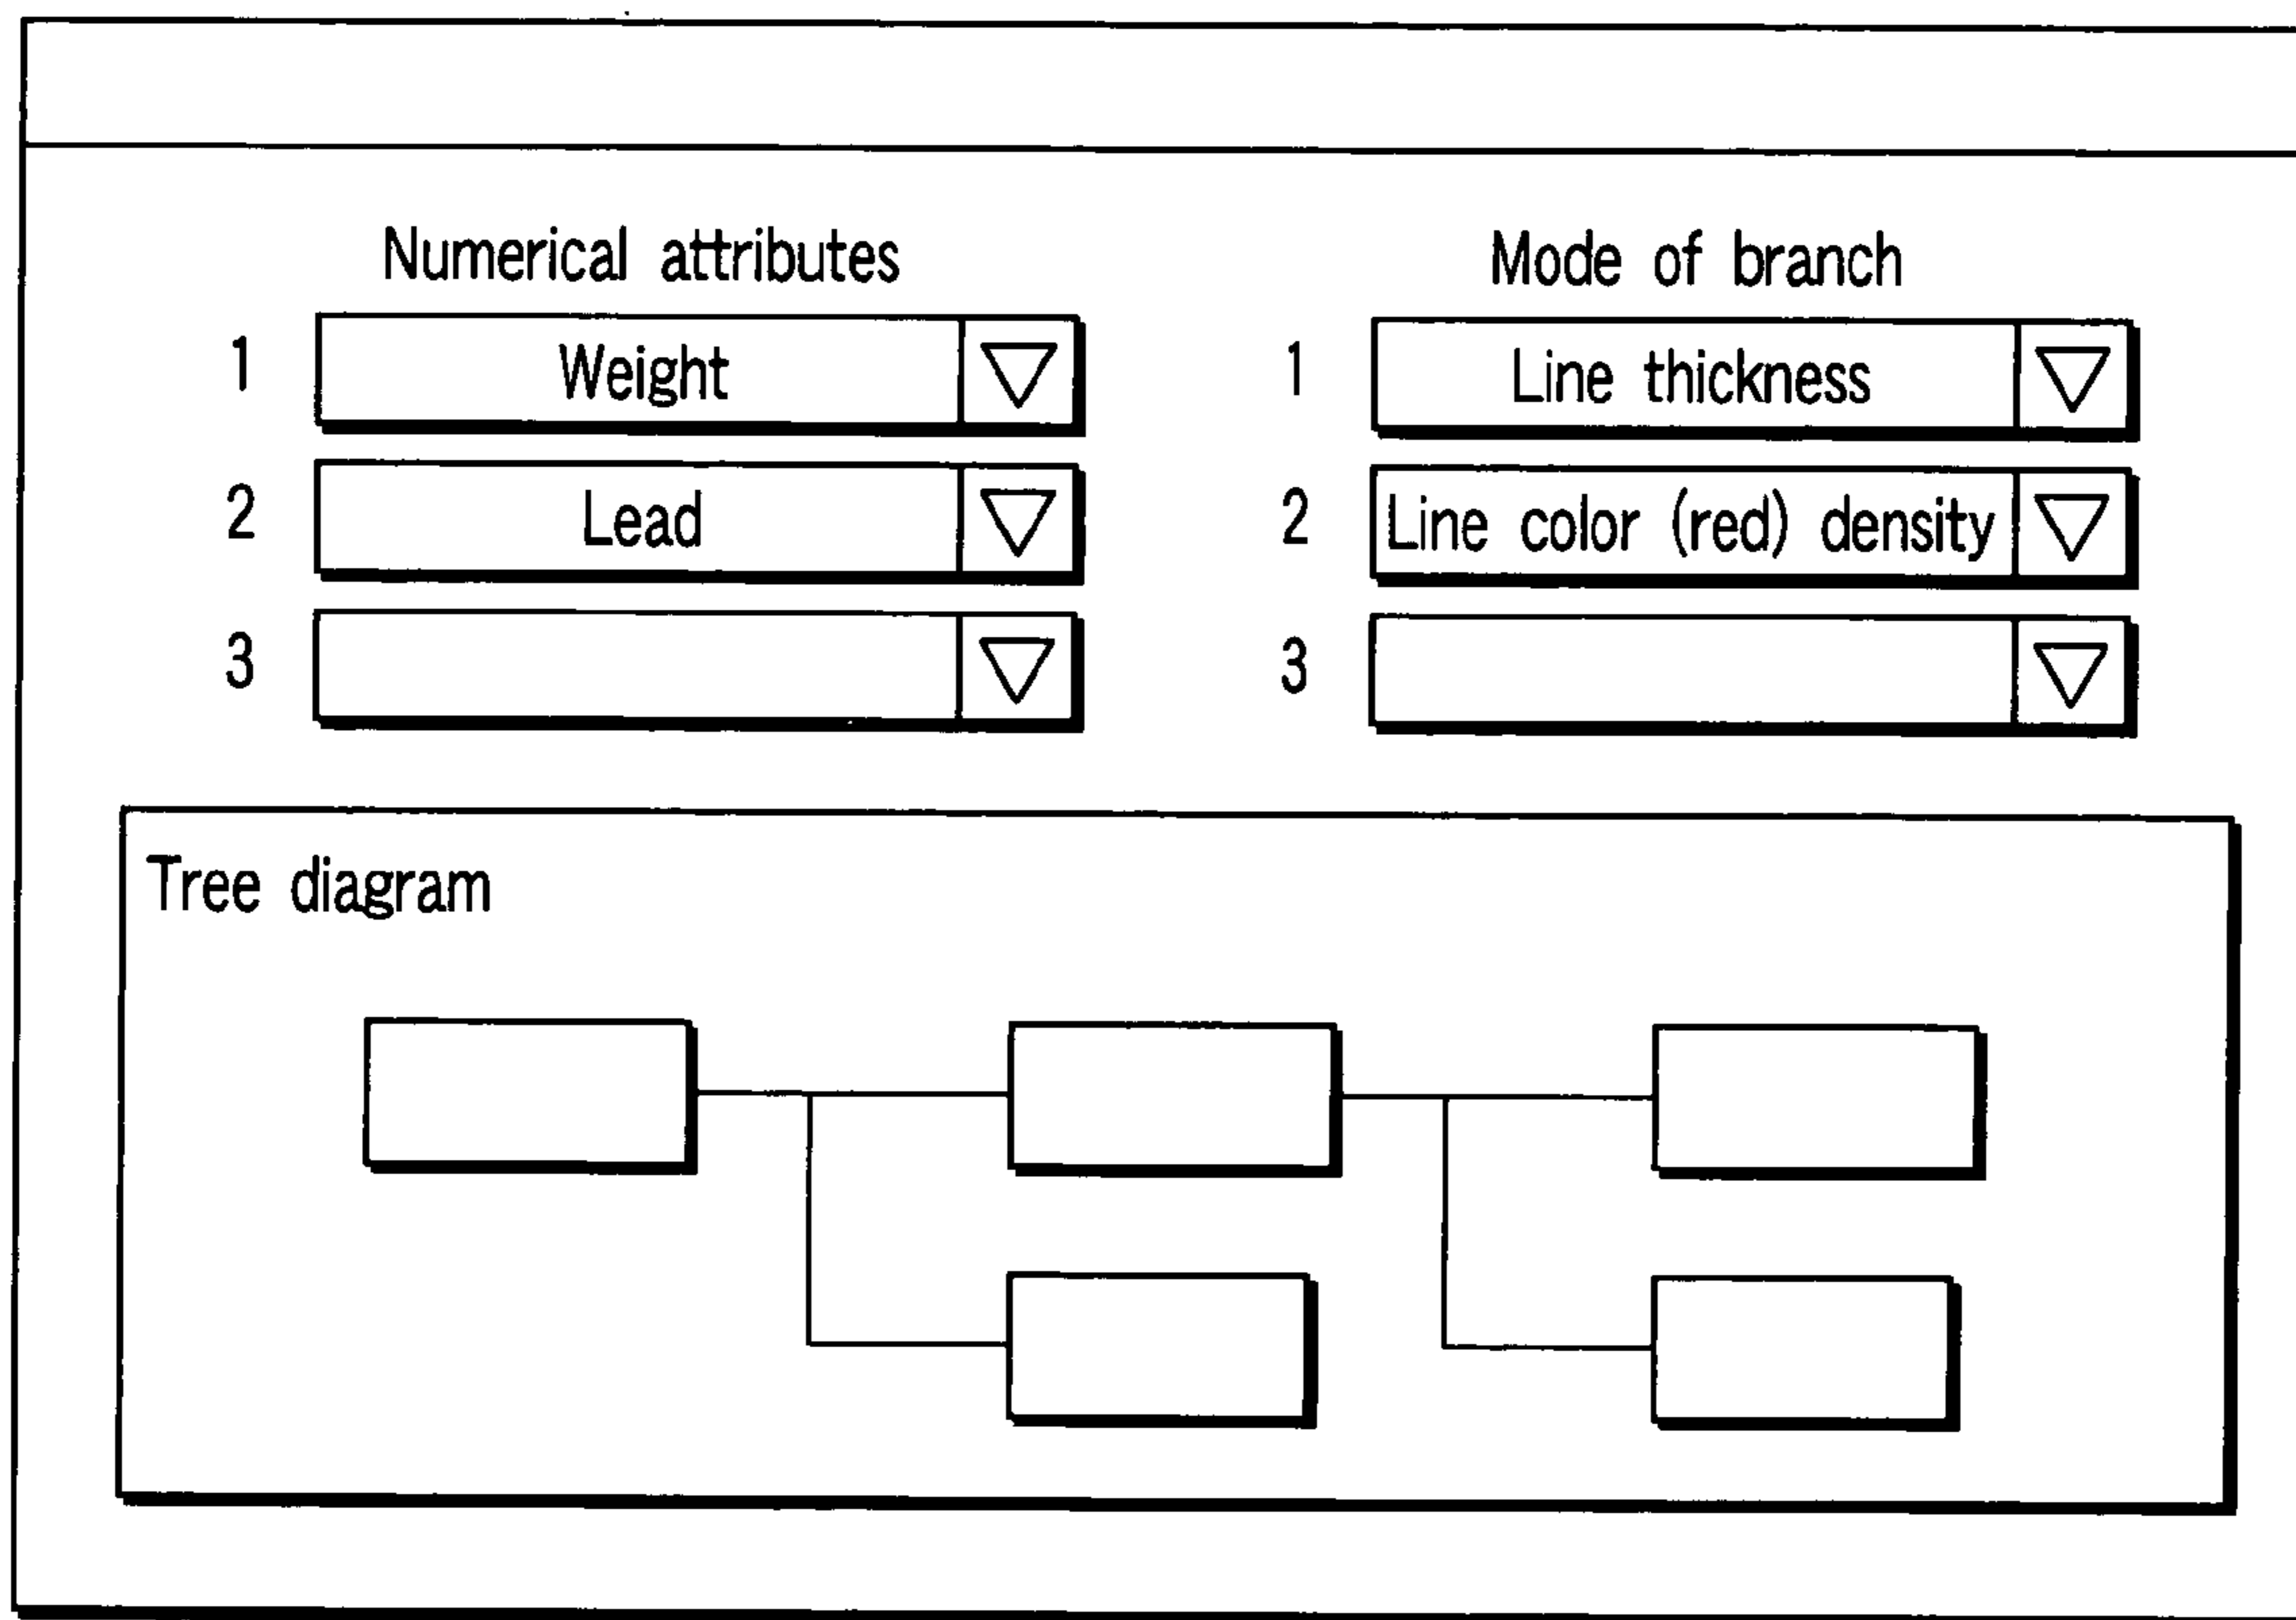 Numerical attributes
Mode of branch
1 Weight
1 Line thickness
2 Lead
2 Line color (red) density
3
3
Tree diagram